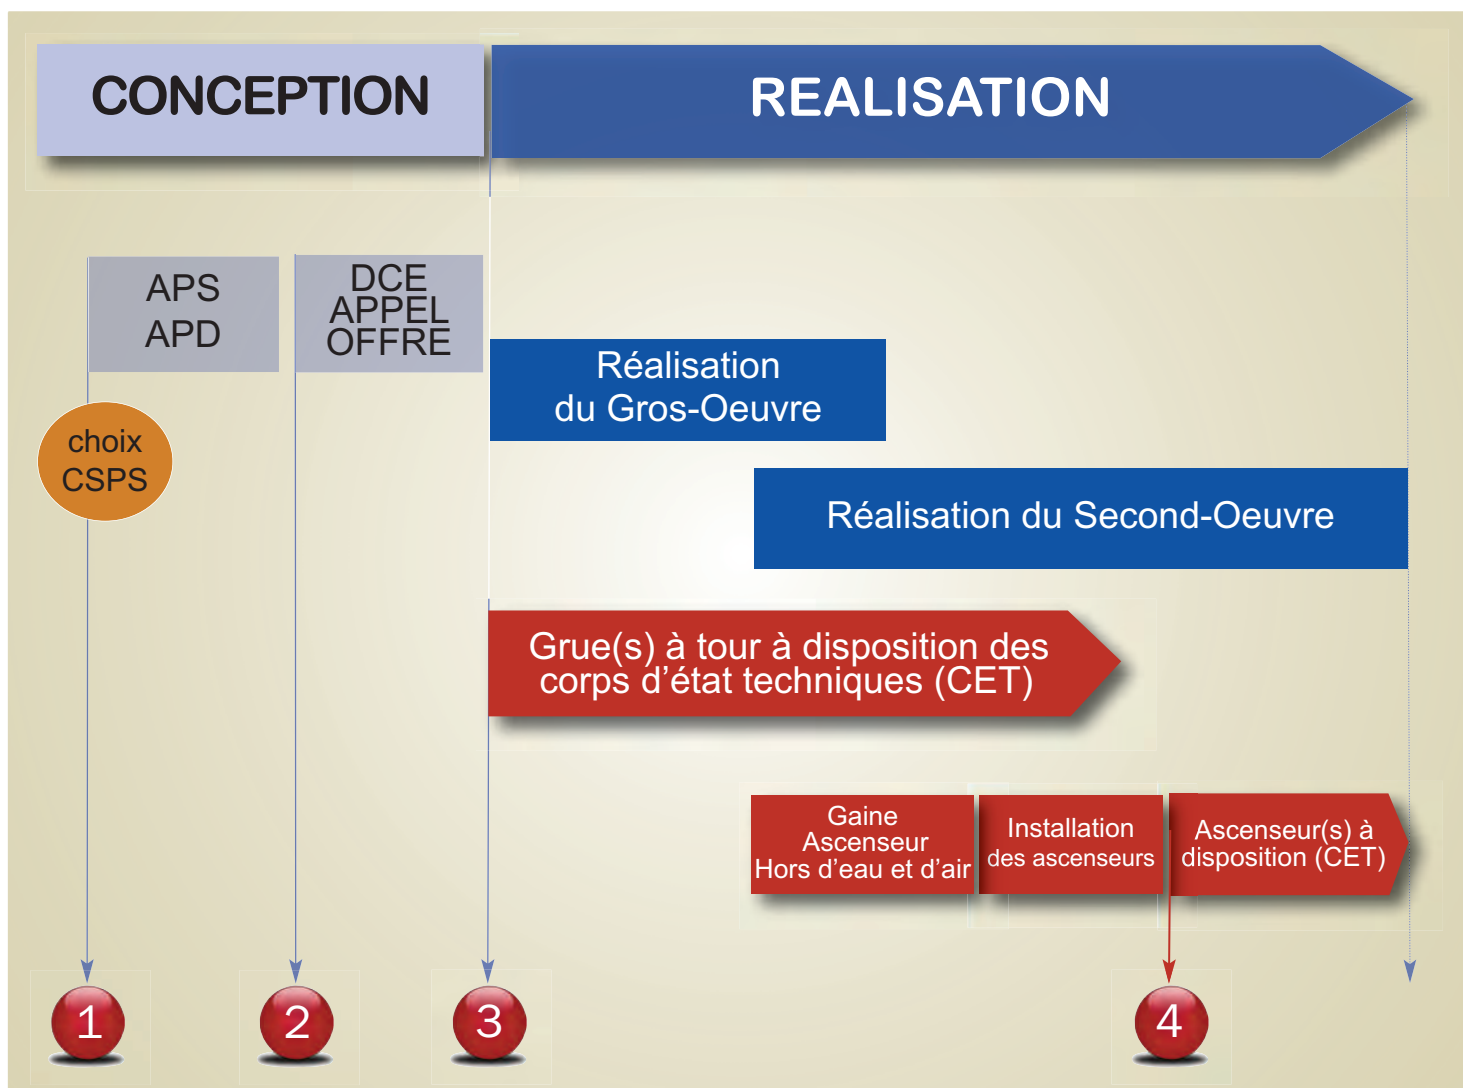 CONCEPTION
REALISATION
APS
APD
DCE
APPEL
OFFRE
Réalisation
du Gros-Oeuvre
choix
CSPS
Réalisation du Second-Oeuvre
Grue(s) à tour à disposition des
corps d’état techniques (CET)
Gaine
Ascenseur
Hors d’eau et d’air
Installation
des ascenseurs
Ascenseur(s) à
disposition (CET)
1
2
3
4